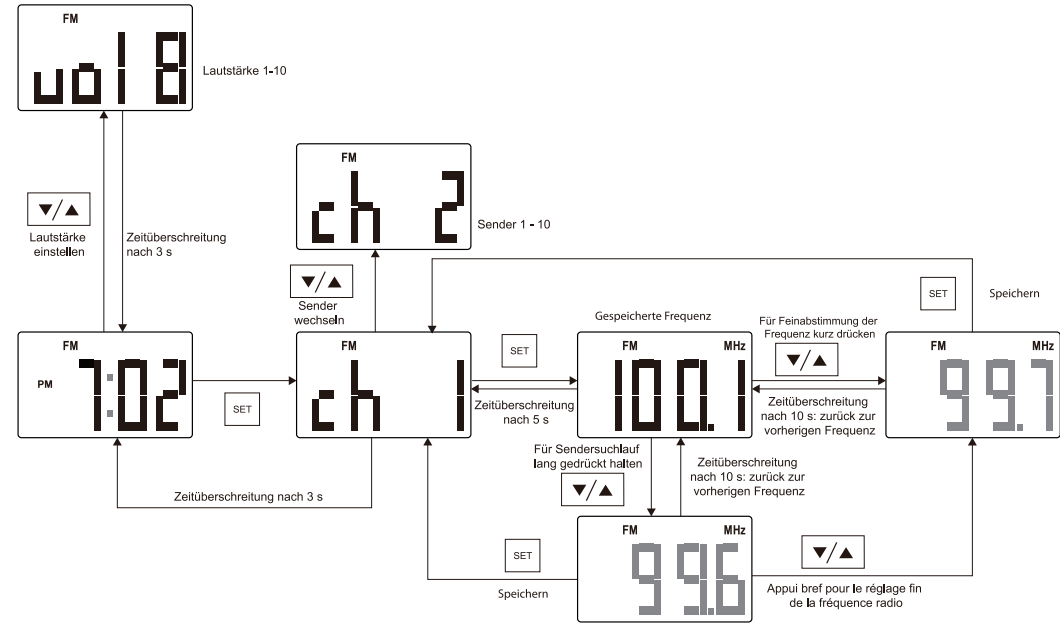 FM
vol 8
Lautstärke 1-10
▼/▲
Lautstärke
einstellen
Zeitüberschreitung
nach 3 s
FM
ch 2
Sender 1 - 10
▼/▲
Sender
wechseln
FM
PM 7:02
SET
FM
ch 1
Zeitüberschreitung nach 3 s
SET
Zeitüberschreitung
nach 5 s
Gespeicherte Frequenz
FM MHz
100.1
Für Feinabstimmung der
Frequenz kurz drücken
▼/▲
Zeitüberschreitung
nach 10 s: zurück zur
vorherigen Frequenz
SET
Speichern
FM MHz
99.7
Für Sendersuchlauf
lang gedrückt halten
▼/▲
Zeitüberschreitung
nach 10 s: zurück zur
vorherigen Frequenz
SET
Speichern
FM MHz
99.6
▼/▲
Appui bref pour le réglage fin
de la fréquence radio